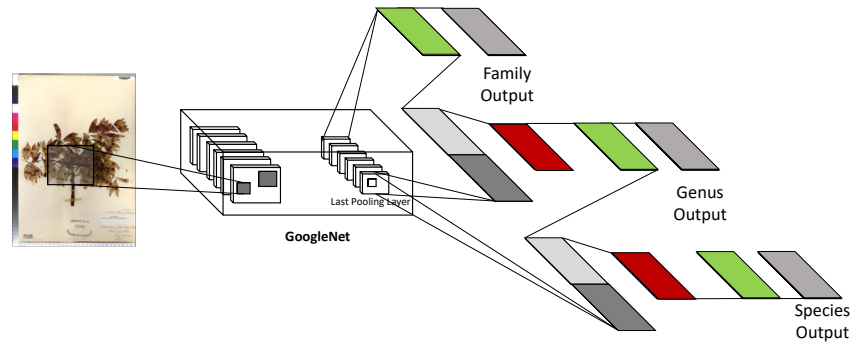 Family
Output
Genus
Output
Last Pooling Layer
GoogleNet
Species
Output